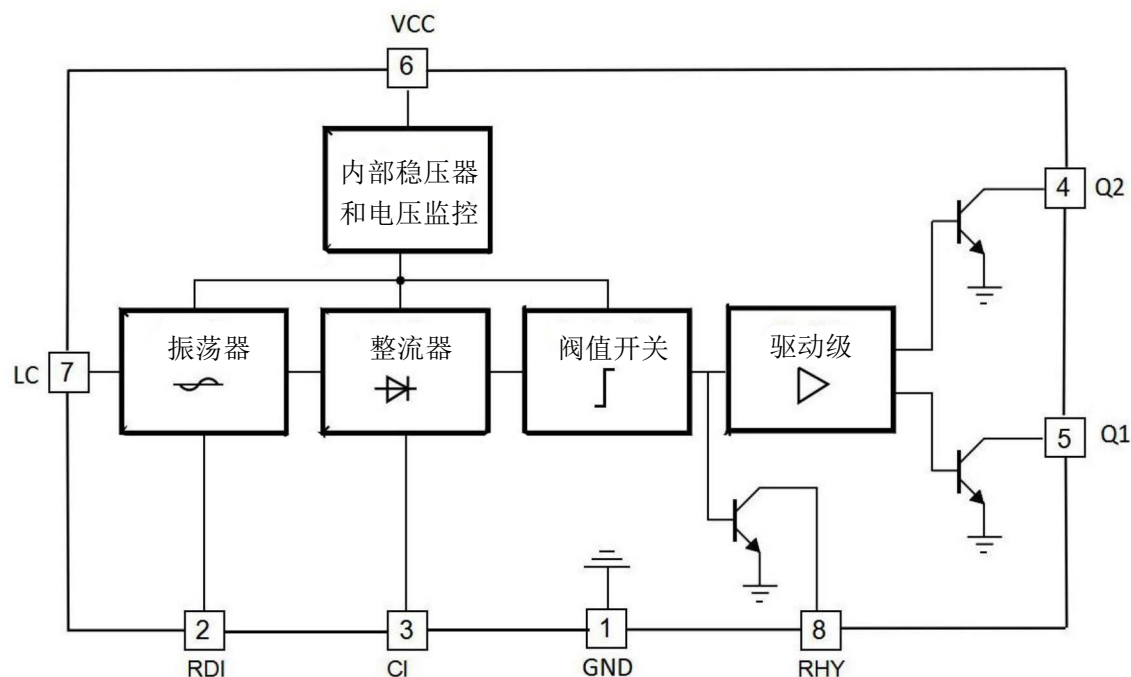 VCC
6
内部稳压器
和电压监控
4 Q2
振荡器 整流器 阀值开关 驱动级
LC 7
5 Q1
2 3 1 8
RDI CI GND RHY